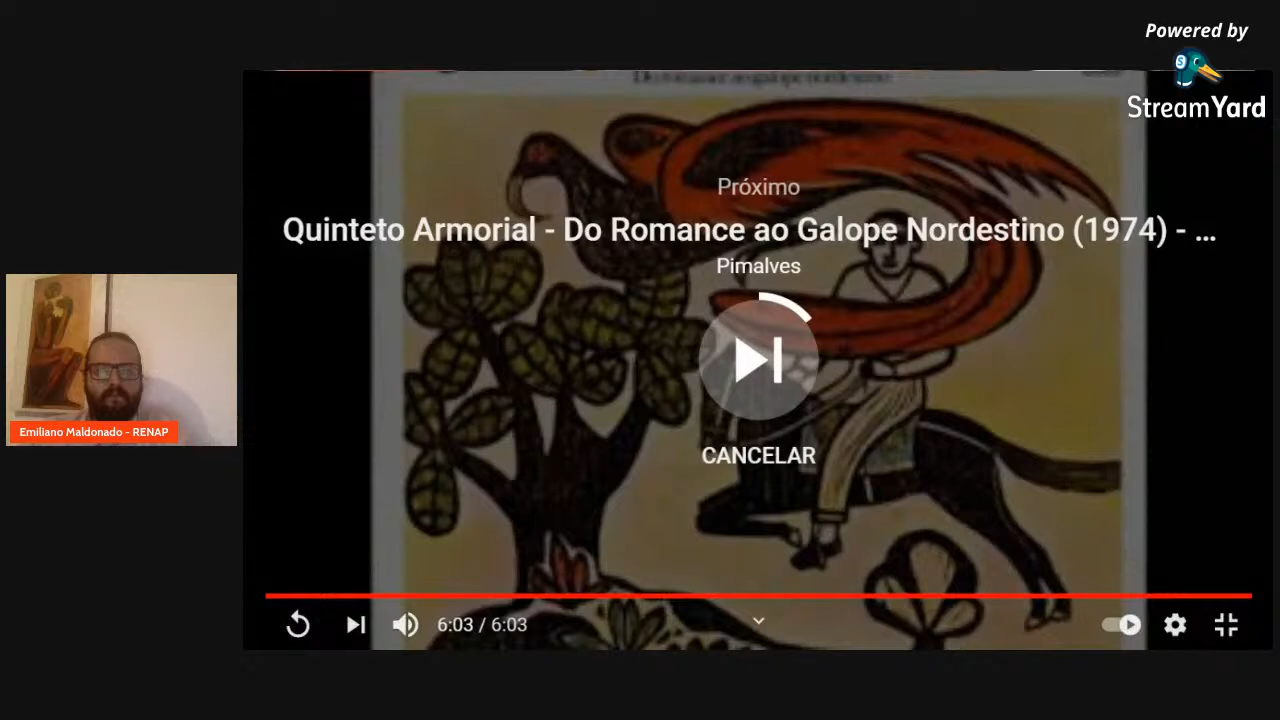 Powered by
StreamYard
Próximo
Quinteto Armorial - Do Romance ao Galope Nordestino (1974) - ...
Pimalves
CANCELAR
Emiliano Maldonado - RENAP
6:03 / 6:03